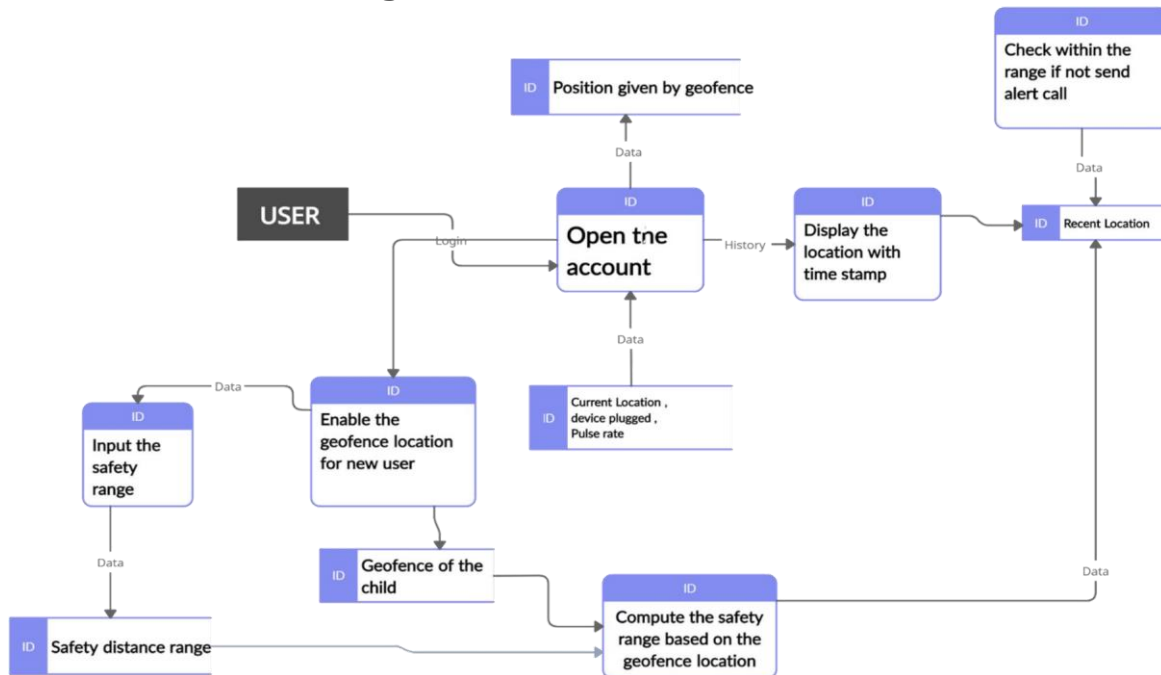 ID
Check within the
range if not send
alert call
ID
Position given by geofence
Data
Data
USER
ID
ID
ID
Recent Location
Login
Open the
account
History
Display the
location with
time stamp
Data
Data
ID
ID
Current Location ,
device plugged ,
Pulse rate
ID
Input the
safety
range
Enable the
geofence location
for new user
Data
ID
Geofence of the
child
Data
ID
Compute the safety
range based on the
geofence location
ID
Safety distance range